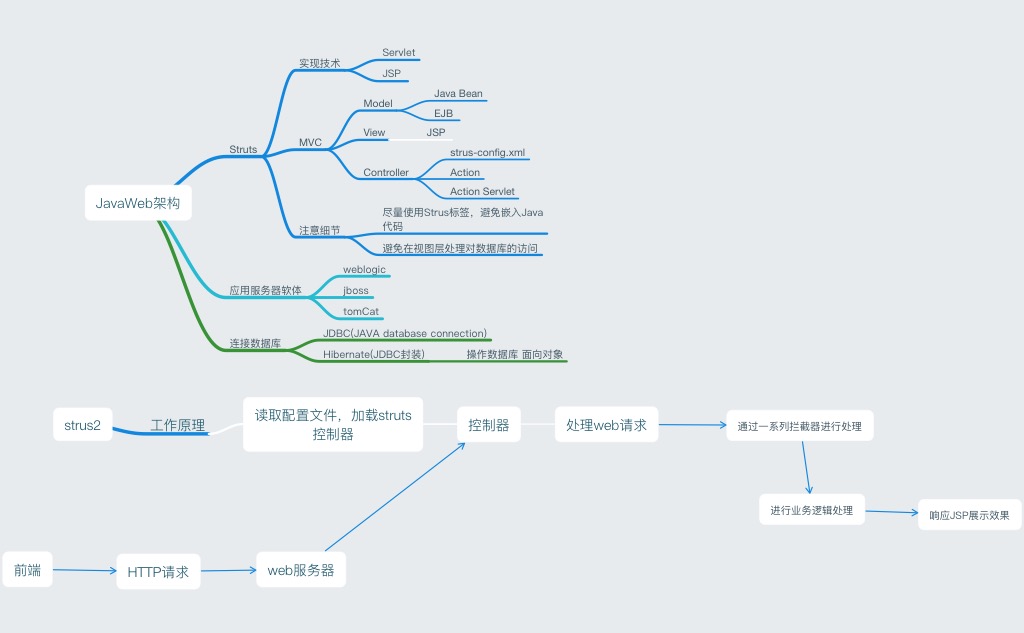 Servlet
实现技术
JSP
Java Bean
Model
EJB
View
JSP
MVC
Struts
strus-config.xml
Controller
Action
Action Servlet
JavaWeb架构
尽量使用Strus标签，避免嵌入Java
代码
注意细节
避免在视图层处理对数据库的访问
weblogic
应用服务器软体
jboss
tomCat
JDBC(JAVA database connection)
连接数据库
Hibernate(JDBC封装)
操作数据库 面向对象
strus2
工作原理
读取配置文件，加载struts
控制器
控制器
处理web请求
通过一系列拦截器进行处理
进行业务逻辑处理
响应JSP展示效果
前端
HTTP请求
web服务器